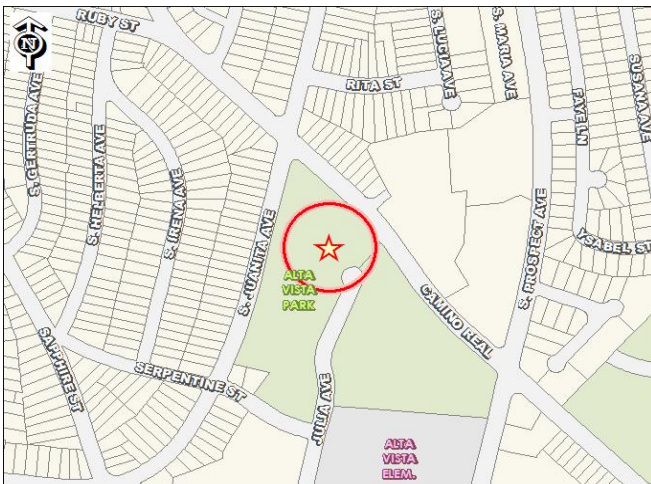 RUBY ST
N
S. GERTRUDA AVE
S. HELBERTA AVE
S. IRENA AVE
S. JUANITA AVE
RITA ST
S. LUCIA AVE
S. MARIA AVE
FAYE LN
SUSANA AVE
YSABEL ST
S. PROSPECT AVE
CAMINO REAL
ALTA
VISTA
PARK
SAPPHIRE ST
SERPENTINE ST
JULIA AVE
ALTA
VISTA
ELEM.